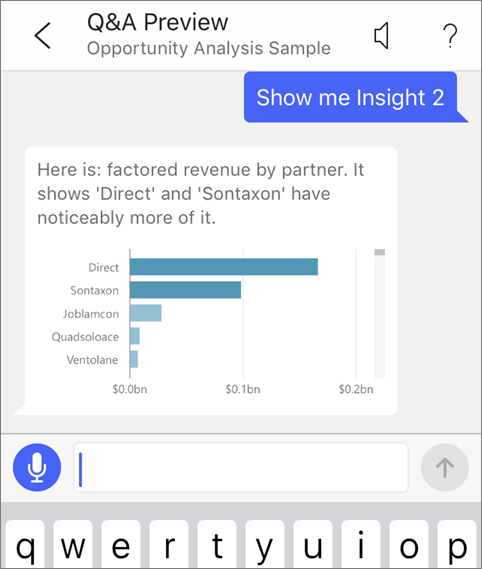 Q&A Preview
Opportunity Analysis Sample
?
Show me Insight 2
Here is: factored revenue by partner. It
shows 'Direct' and 'Sontaxon' have
noticeably more of it.
Direct
Sontaxon
Joblamcon
Quadsoloace
Ventolane
$0.0bn $0.1bn $0.2bn
q w e r t y u i o p